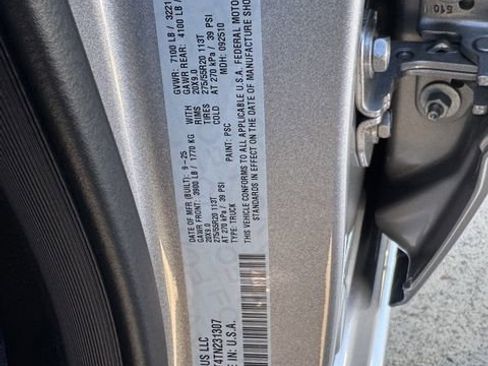 DATE OF MFR (BUILT): 9-25 GVWR: 7100 LB / 3221
GAWR FRONT: 3900 LB / 1770 KG WITH GAWR REAR: 4100 LB /
20X9.0 RIMS 20X9.0
275/55R20 113T TIRES 275/55R20 113T
AT 270 kPa / 39 PSI COLD AT 270 kPa / 39 PSI
TYPE: TRUCK PAINT: PSC MDH: 092510
THIS VEHICLE CONFORMS TO ALL APPLICABLE U.S.A. FEDERAL MOTOR
STANDARDS IN EFFECT ON THE DATE OF MANUFACTURE SHO
US LLC
4TN231307
E IN: U.S.A.
510